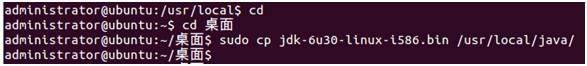 administrator@ubuntu:/usr/local$ cd
administrator@ubuntu:~$ cd 桌面
administrator@ubuntu:~/桌面$ sudo cp jdk-6u30-linux-i586.bin /usr/local/java/
administrator@ubuntu:~/桌面$